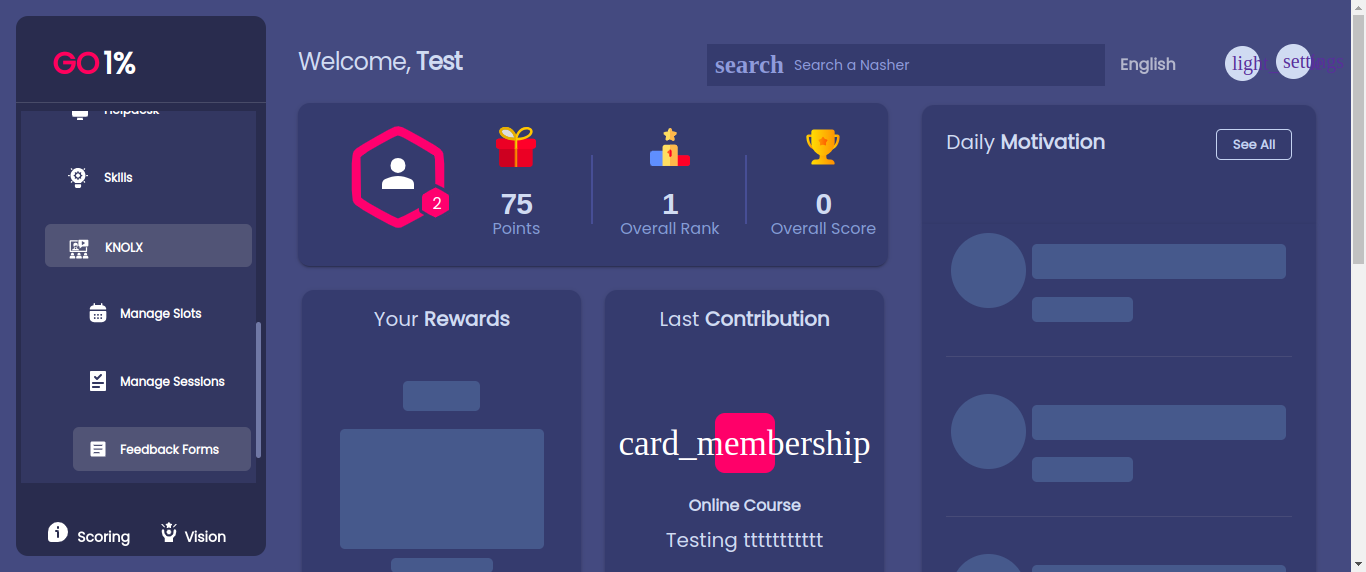 GO 1%
Helpdesk
Skills
KNOLX
Manage Slots
Manage Sessions
Feedback Forms
Scoring
Vision
Welcome, Test
search Search a Nasher
English
settings
2
75
Points
1
Overall Rank
0
Overall Score
Daily Motivation
See All
Your Rewards
Last Contribution
card_membership
Online Course
Testing tttttttttt